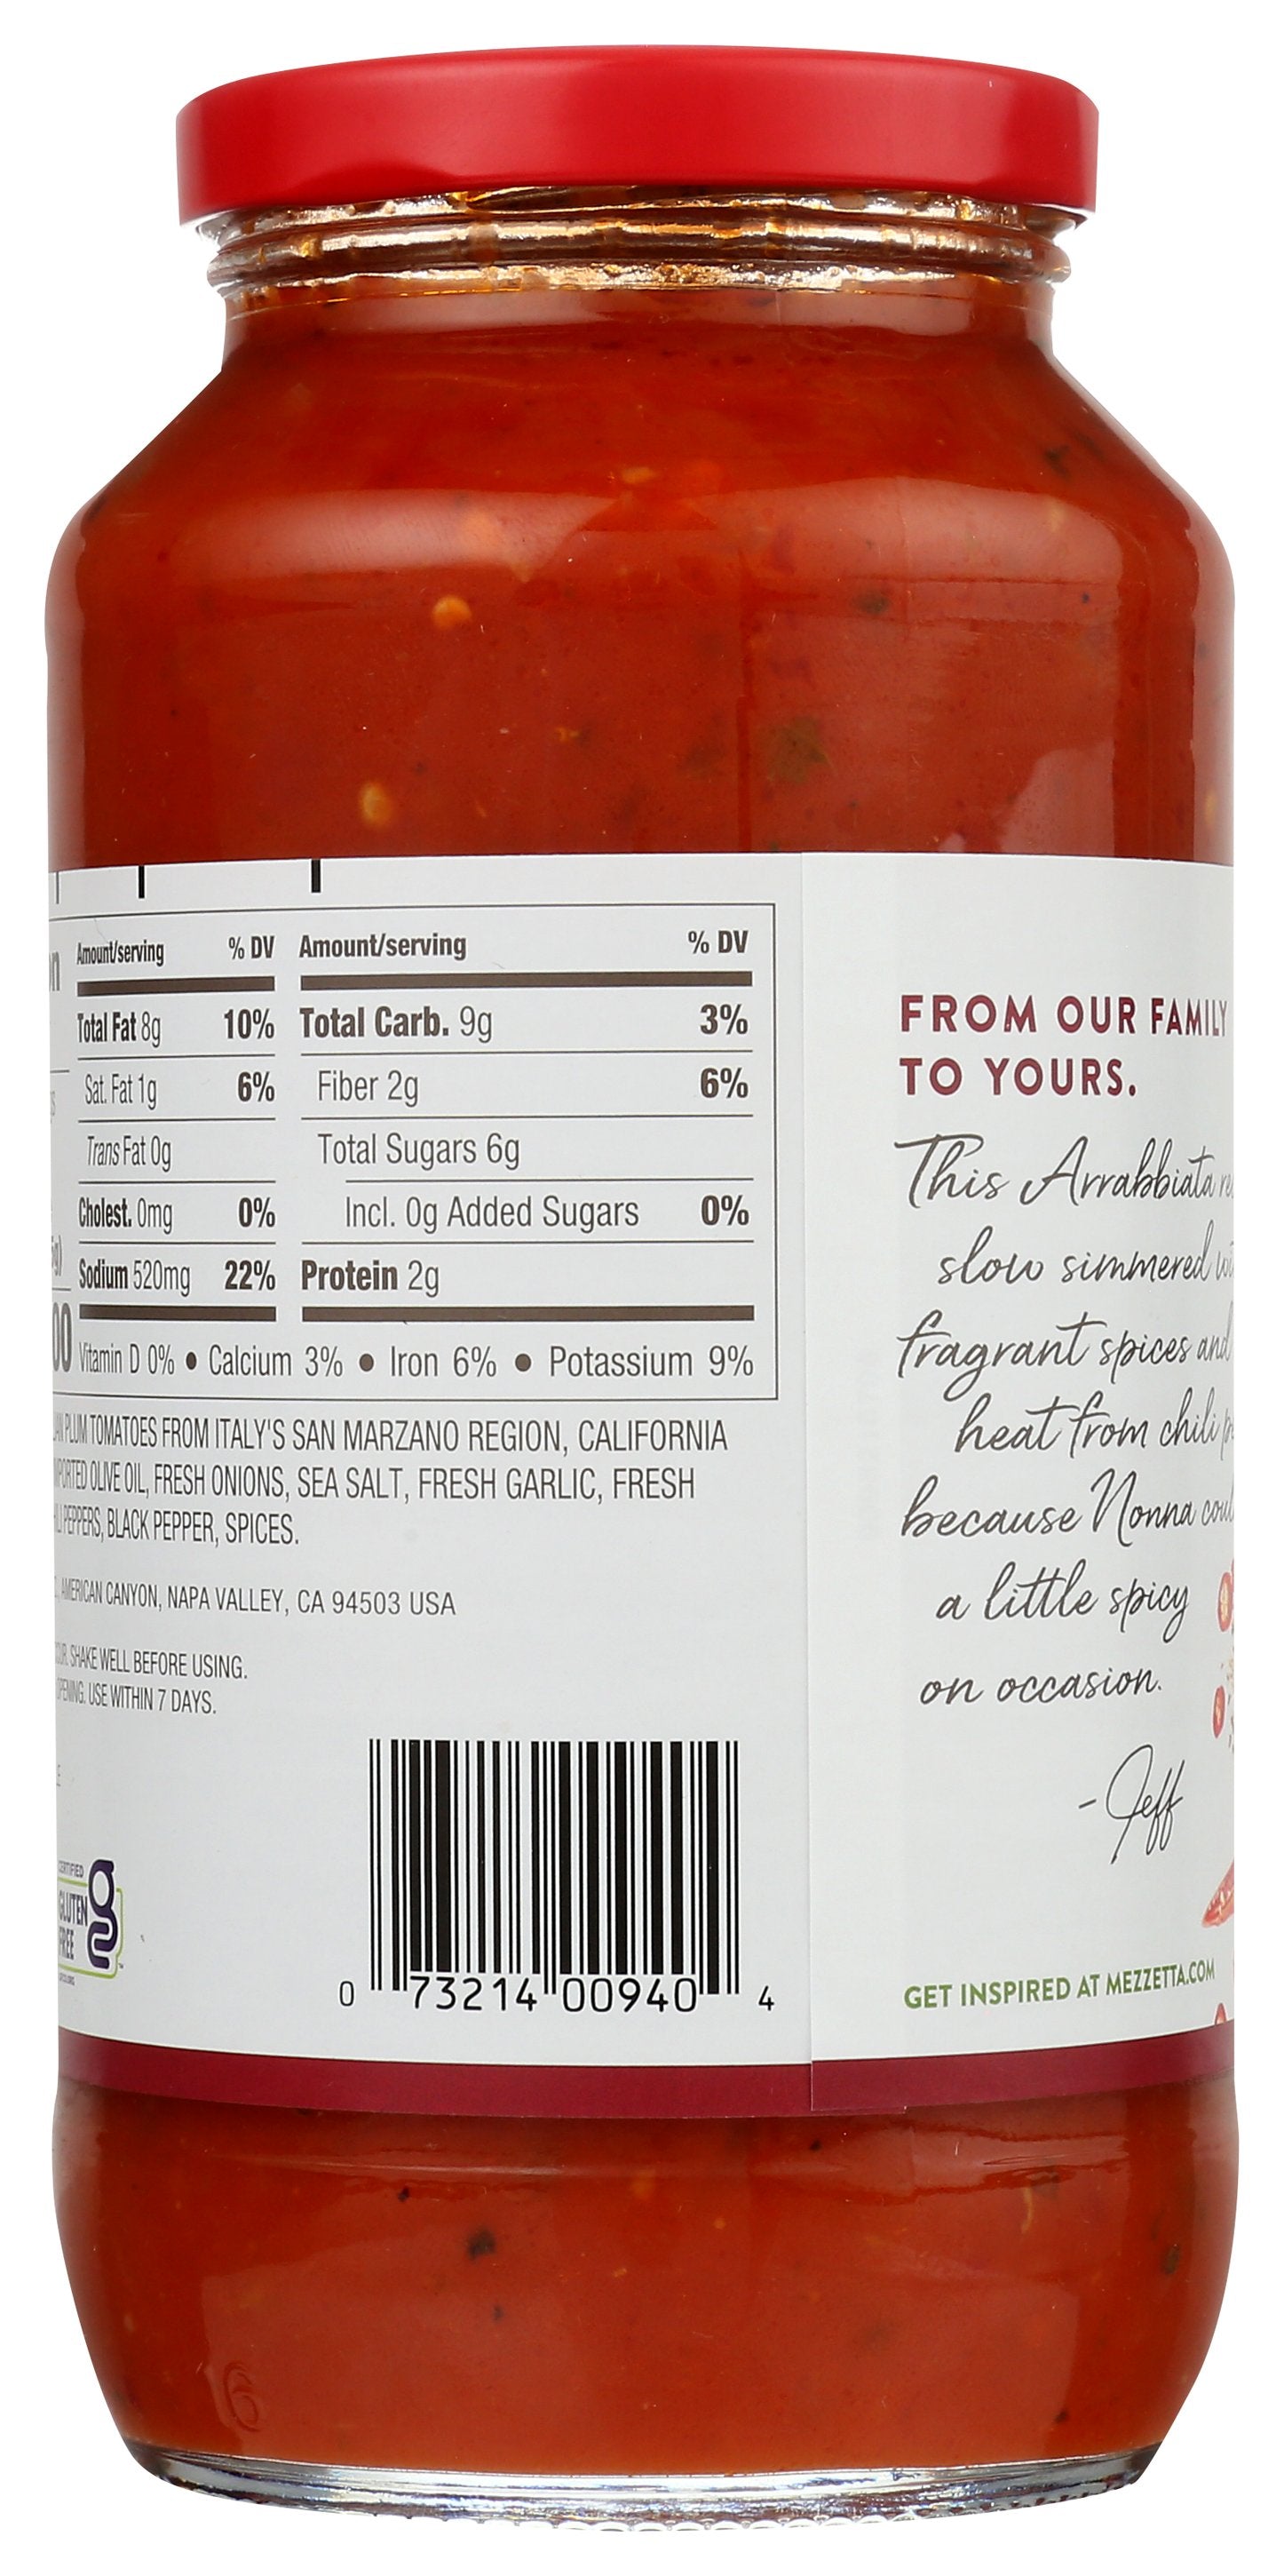 Amount/serving % DV Amount/serving % DV
Total Fat 8g 10% Total Carb. 9g 3%
Sat. Fat 1g 6% Fiber 2g 6%
Trans Fat 0g Total Sugars 6g
Cholest. 0mg 0% Incl. 0g Added Sugars 0%
Sodium 520mg 22% Protein 2g
Vitamin D 0% • Calcium 3% • Iron 6% • Potassium 9%
PLUM TOMATOES FROM ITALY'S SAN MARZANO REGION, CALIFORNIA
OLIVE OIL, FRESH ONIONS, SEA SALT, FRESH GARLIC, FRESH
PEPPERS, BLACK PEPPER, SPICES.
AMERICAN CANYON, NAPA VALLEY, CA 94503 USA
SHAKE WELL BEFORE USING.
USE WITHIN 7 DAYS.
CERTIFIED
GLUTEN
FREE
0 73214 00940 4
FROM OUR FAMILY
TO YOURS.
This Arrabbiata
slow simmered
fragrant spices and
heat from chili
because Nonna
a little spicy
on occasion.
-Jeff
GET INSPIRED AT MEZZETTA.COM
6